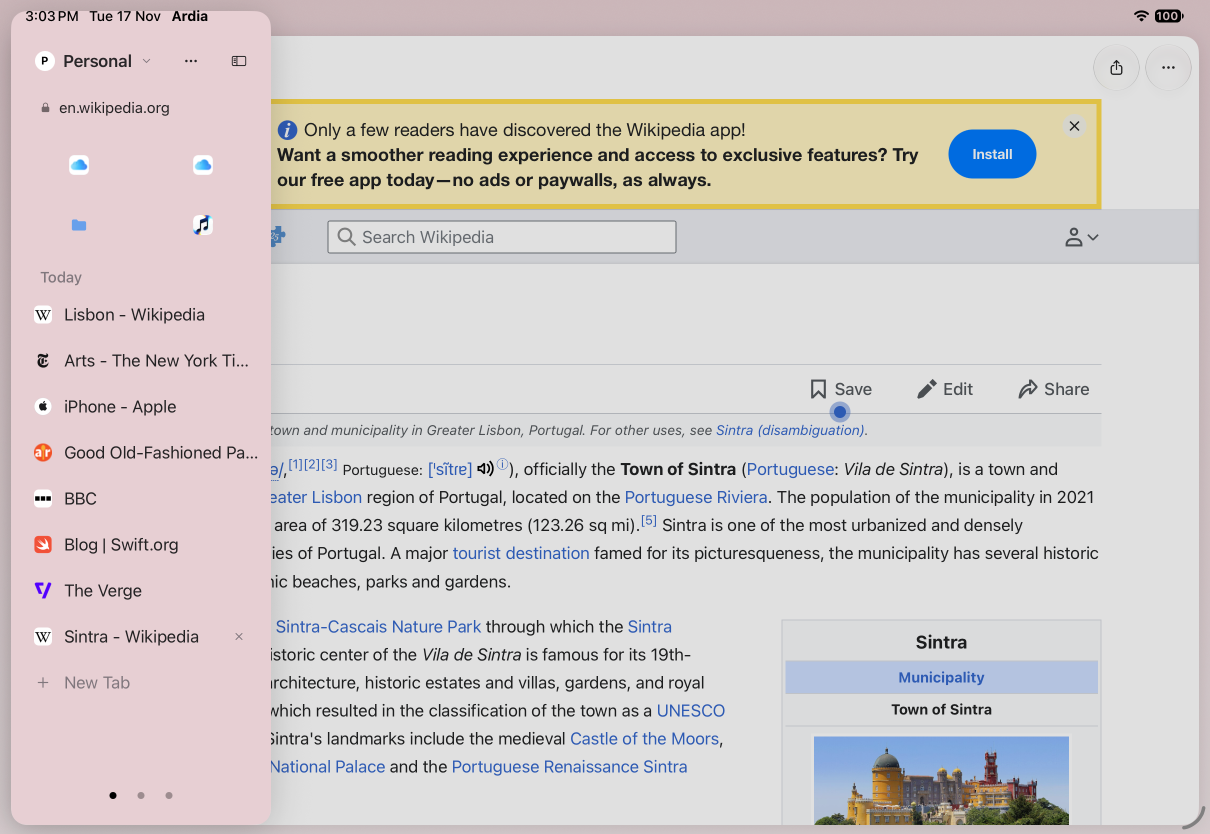 3:03 PM Tue 17 Nov Ardia
100
P Personal
en.wikipedia.org
Today
Lisbon - Wikipedia
Arts - The New York Ti...
iPhone - Apple
Good Old-Fashioned Pa...
BBC
Blog | Swift.org
The Verge
Sintra - Wikipedia
New Tab
Only a few readers have discovered the Wikipedia app!
Want a smoother reading experience and access to exclusive features? Try
our free app today—no ads or paywalls, as always.
Install
Search Wikipedia
Save Edit Share
town and municipality in Greater Lisbon, Portugal. For other uses, see Sintra (disambiguation).
ə/,[1][2][3] Portuguese: [ˈsĩtɾɐ] ⓘ), officially the Town of Sintra (Portuguese: Vila de Sintra), is a town and
eater Lisbon region of Portugal, located on the Portuguese Riviera. The population of the municipality in 2021
area of 319.23 square kilometres (123.26 sq mi).[5] Sintra is one of the most urbanized and densely
ies of Portugal. A major tourist destination famed for its picturesqueness, the municipality has several historic
nic beaches, parks and gardens.
Sintra-Cascais Nature Park through which the Sintra
istoric center of the Vila de Sintra is famous for its 19th-
rchitecture, historic estates and villas, gardens, and royal
which resulted in the classification of the town as a UNESCO
Sintra's landmarks include the medieval Castle of the Moors,
National Palace and the Portuguese Renaissance Sintra
Sintra
Municipality
Town of Sintra